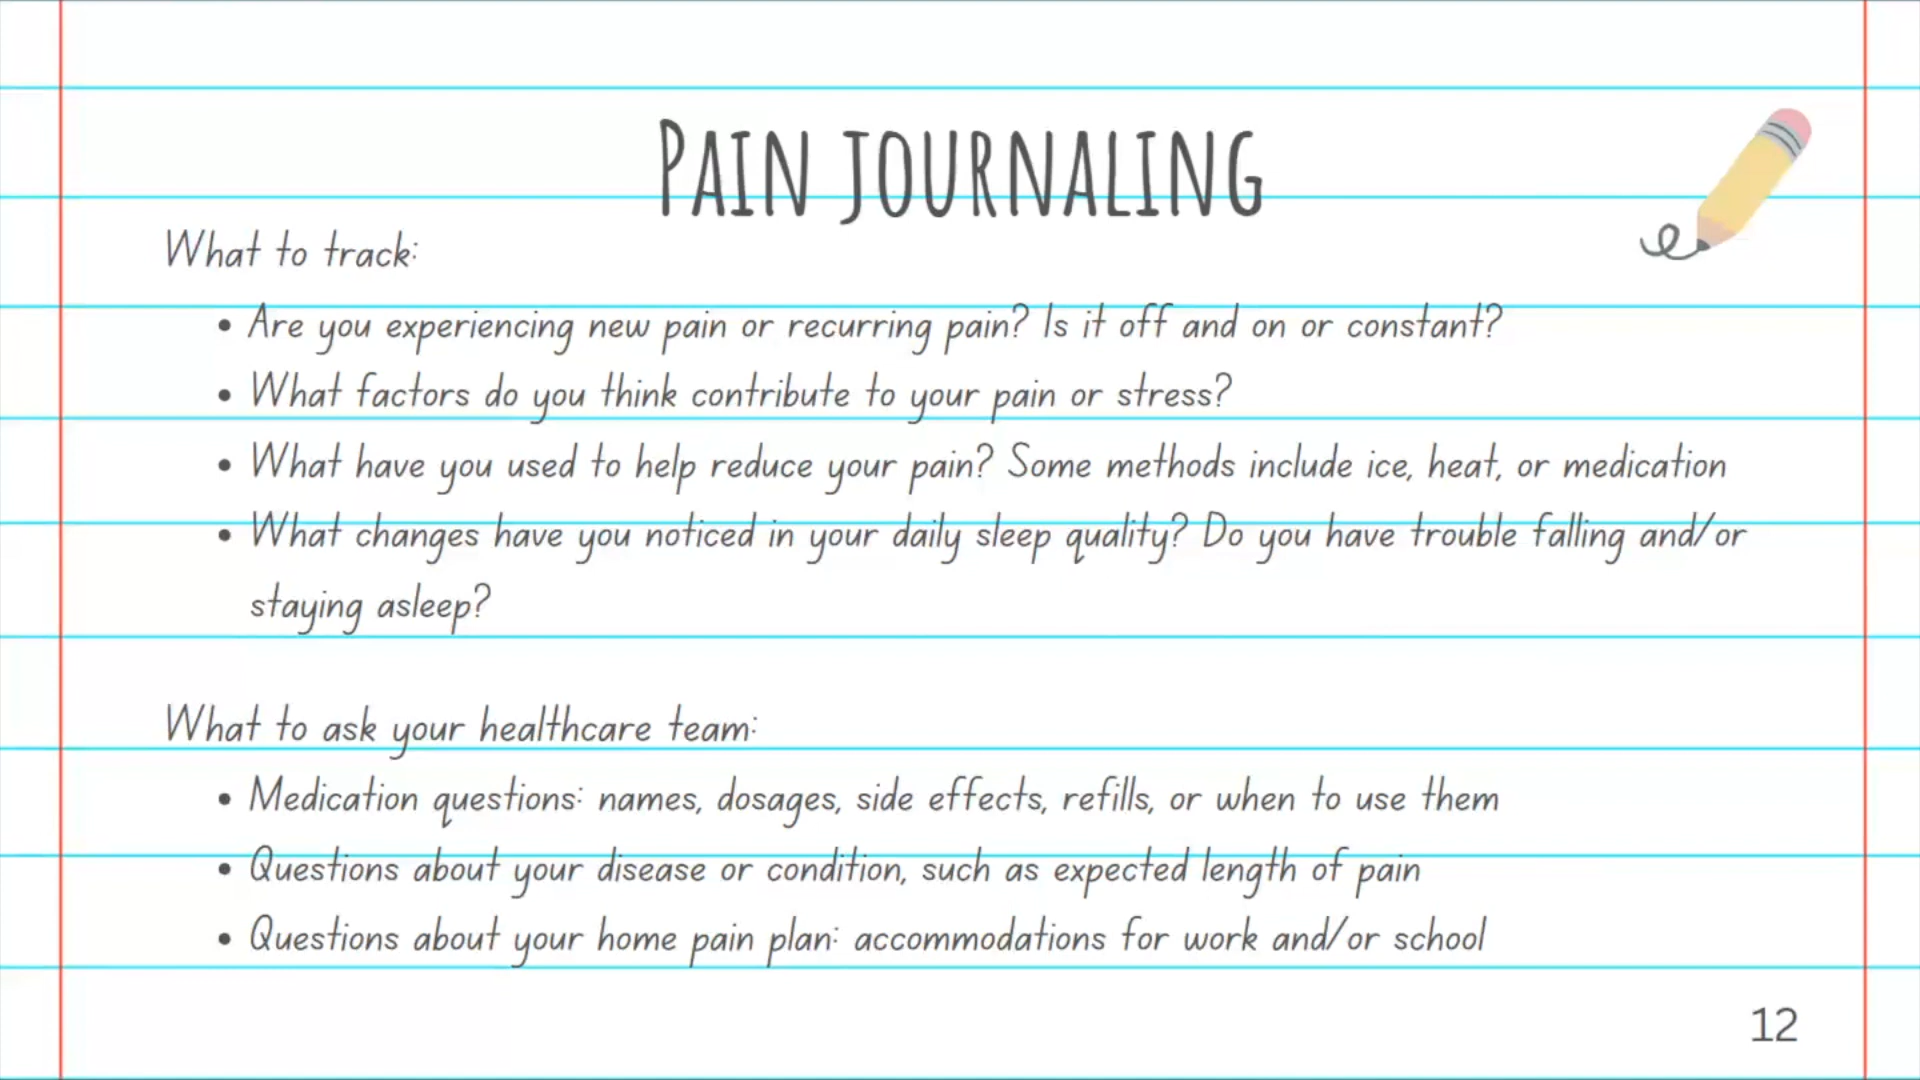 PAIN JOURNALING
What to track:
• Are you experiencing new pain or recurring pain? Is it off and on or constant?
• What factors do you think contribute to your pain or stress?
• What have you used to help reduce your pain? Some methods include ice, heat, or medication
• What changes have you noticed in your daily sleep quality? Do you have trouble falling and/or
staying asleep?
What to ask your healthcare team:
• Medication questions: names, dosages, side effects, refills, or when to use them
• Questions about your disease or condition, such as expected length of pain
• Questions about your home pain plan: accommodations for work and/or school
12